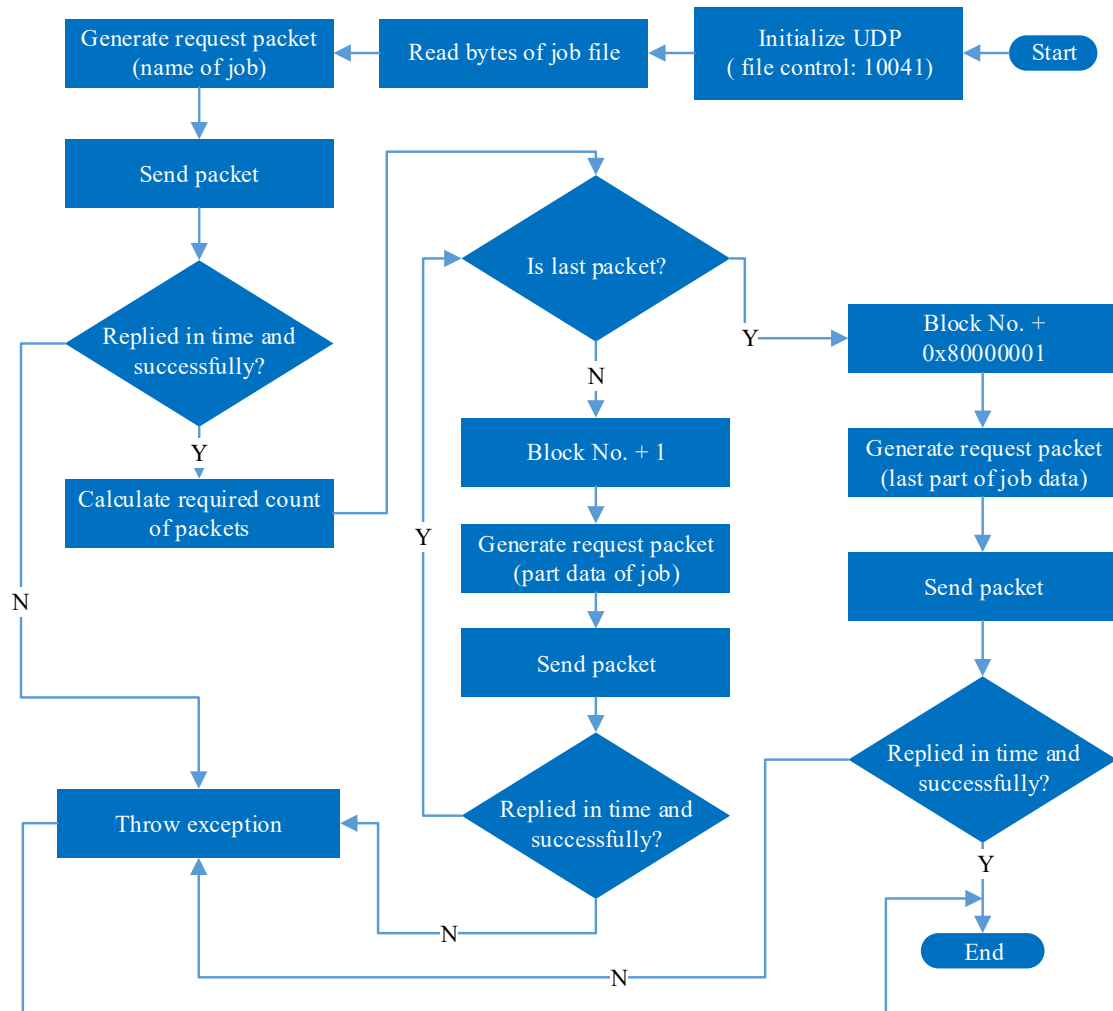 Start
Initialize UDP
( file control: 10041)
Read bytes of job file
Generate request packet
(name of job)
Send packet
Replied in time and
successfully?
N
Y
Calculate required count
of packets
Is last packet?
N
Y
Block No. + 1
Generate request packet
(part data of job)
Send packet
Replied in time and
successfully?
Y
N
Block No. +
0x80000001
Generate request packet
(last part of job data)
Send packet
Replied in time and
successfully?
N
Y
Throw exception
End